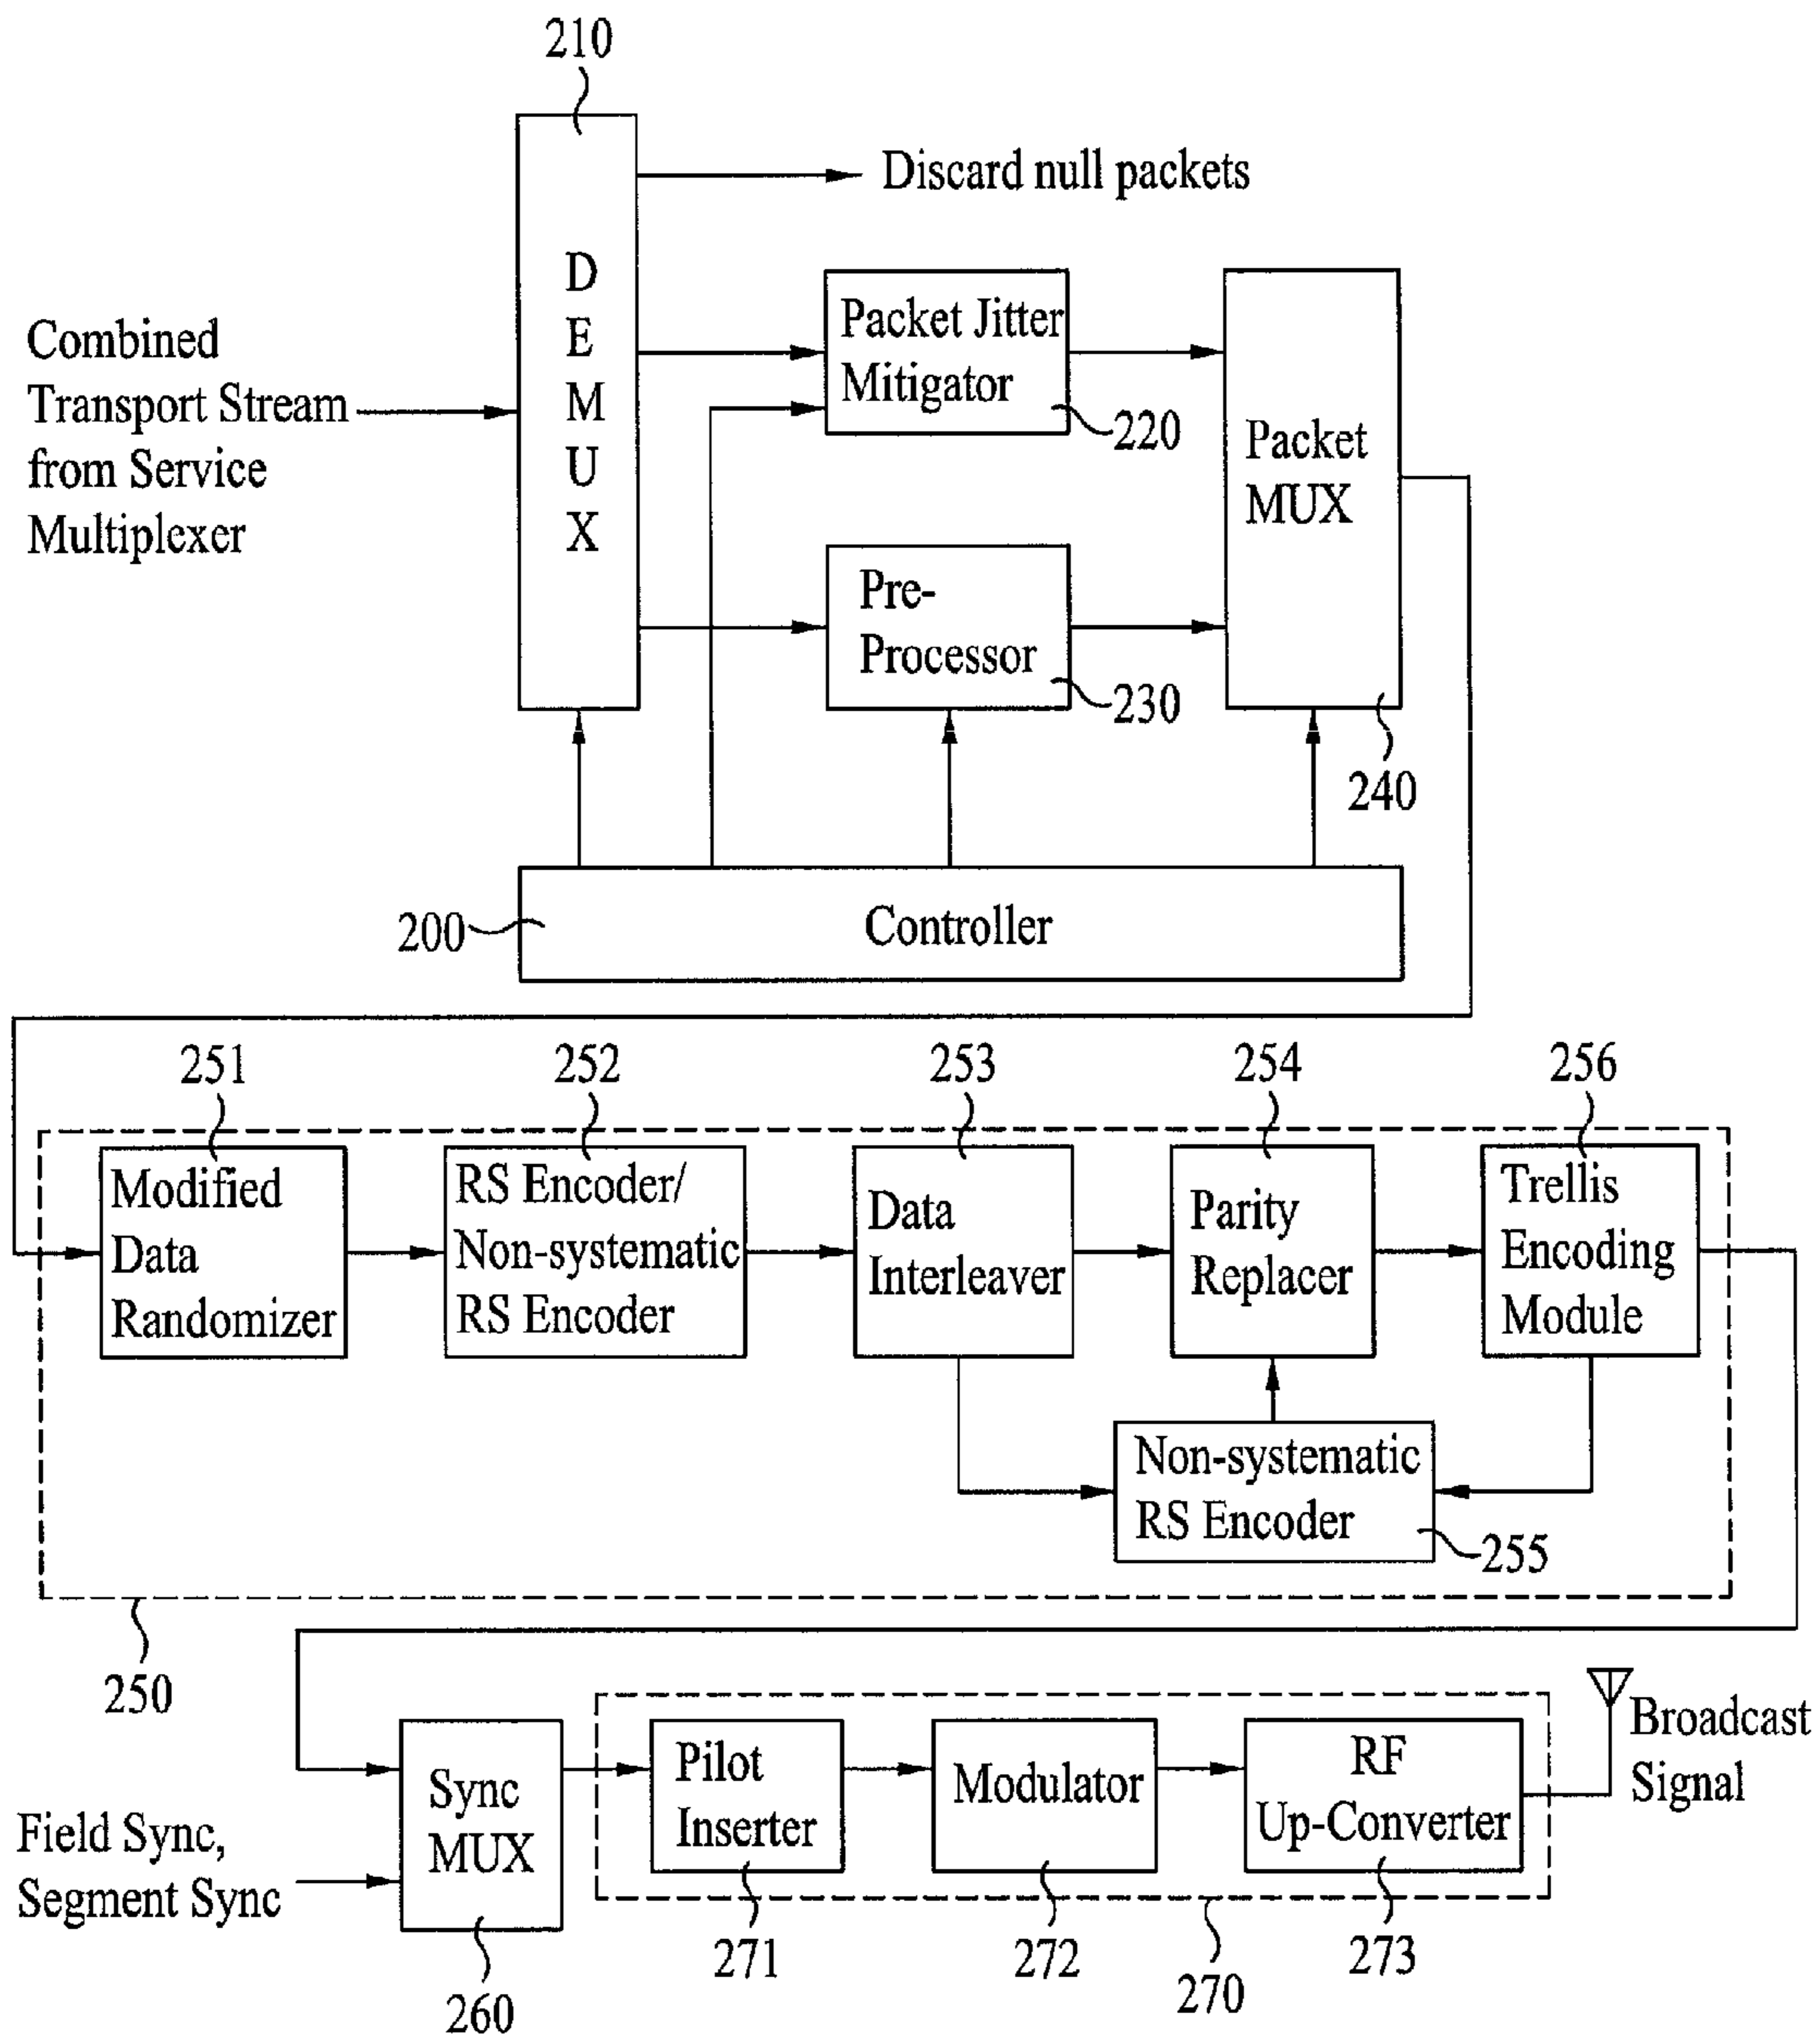 210
Discard null packets
D
E
M
U
X
Combined
Transport Stream
from Service
Multiplexer
Packet Jitter
Mitigator
220
Packet
MUX
Pre-
Processor
230
240
200
Controller
251
252
253
254
256
Modified
Data
Randomizer
RS Encoder/
Non-systematic
RS Encoder
Data
Interleaver
Parity
Replacer
Trellis
Encoding
Module
Non-systematic
RS Encoder
255
250
Sync
MUX
Field Sync,
Segment Sync
Pilot
Inserter
Modulator
RF
Up-Converter
Broadcast
Signal
260
271
272
270
273